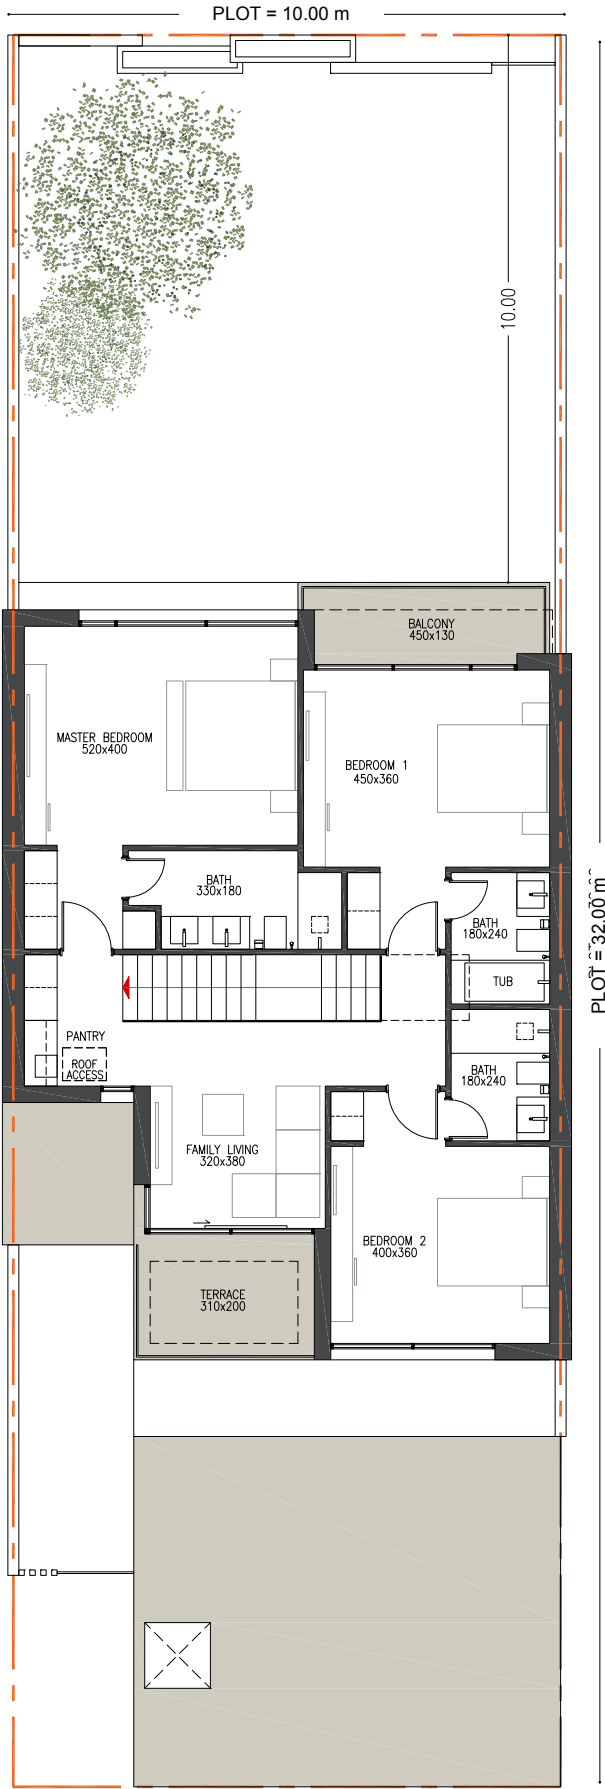 PLOT = 10.00 m
10.00
BALCONY
450x130
MASTER BEDROOM
520x400
BEDROOM 1
450x360
BATH
330x180
BATH
180x240
PLOT = 32.00 m
TUB
PANTRY
ROOF
ACCESS
BATH
180x240
FAMILY LIVING
320x380
BEDROOM 2
400x360
TERRACE
310x200